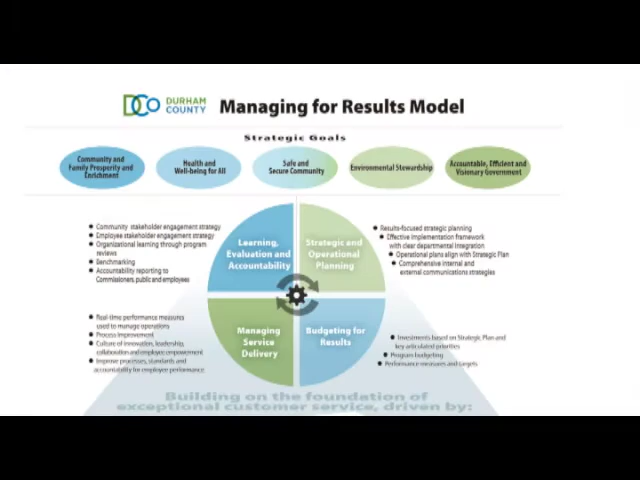 DCO DURHAM COUNTY
Managing for Results Model
Strategic Goals
Community and
Family Prosperity and
Enrichment
Health and
Well-being for All
Safe and
Secure Community
Environmental Stewardship
Accountable, Efficient and
Visionary Government
Community stakeholder engagement strategy
Employee stakeholder engagement strategy
Organizational learning through program
reviews
Benchmarking
Accountability reporting to
Commissioners, public and employees
Learning,
Evaluation and
Accountability
Strategic and
Operational
Planning
Results-focused strategic planning
Effective implementation framework
with clear departmental integration
Operational plans align with Strategic Plan
Comprehensive internal and
external communications strategies
Real-time performance measures
used to manage operations
Process improvement
Culture of innovation, leadership,
collaboration and employee empowerment
Improve processes, standards and
accountability for employee performance
Managing
Service
Delivery
Budgeting for
Results
Investments based on Strategic Plan and
key articulated priorities
Program budgeting
Performance measures and targets
Building on the foundation of
exceptional customer service, driven by: